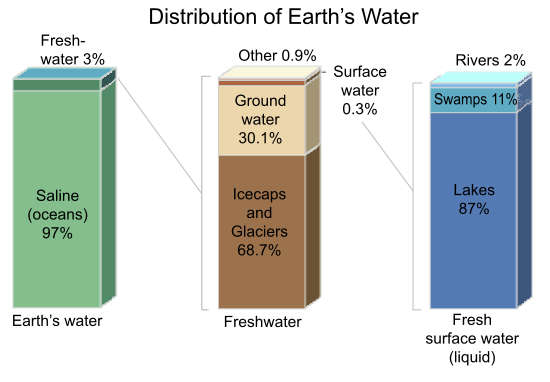 Distribution of Earth's Water
Fresh-
water 3%
Saline
(oceans)
97%
Earth's water
Other 0.9%
Surface
water
0.3%
Ground
water
30.1%
Icecaps
and
Glaciers
68.7%
Freshwater
Rivers 2%
Swamps 11%
Lakes
87%
Fresh
surface water
(liquid)